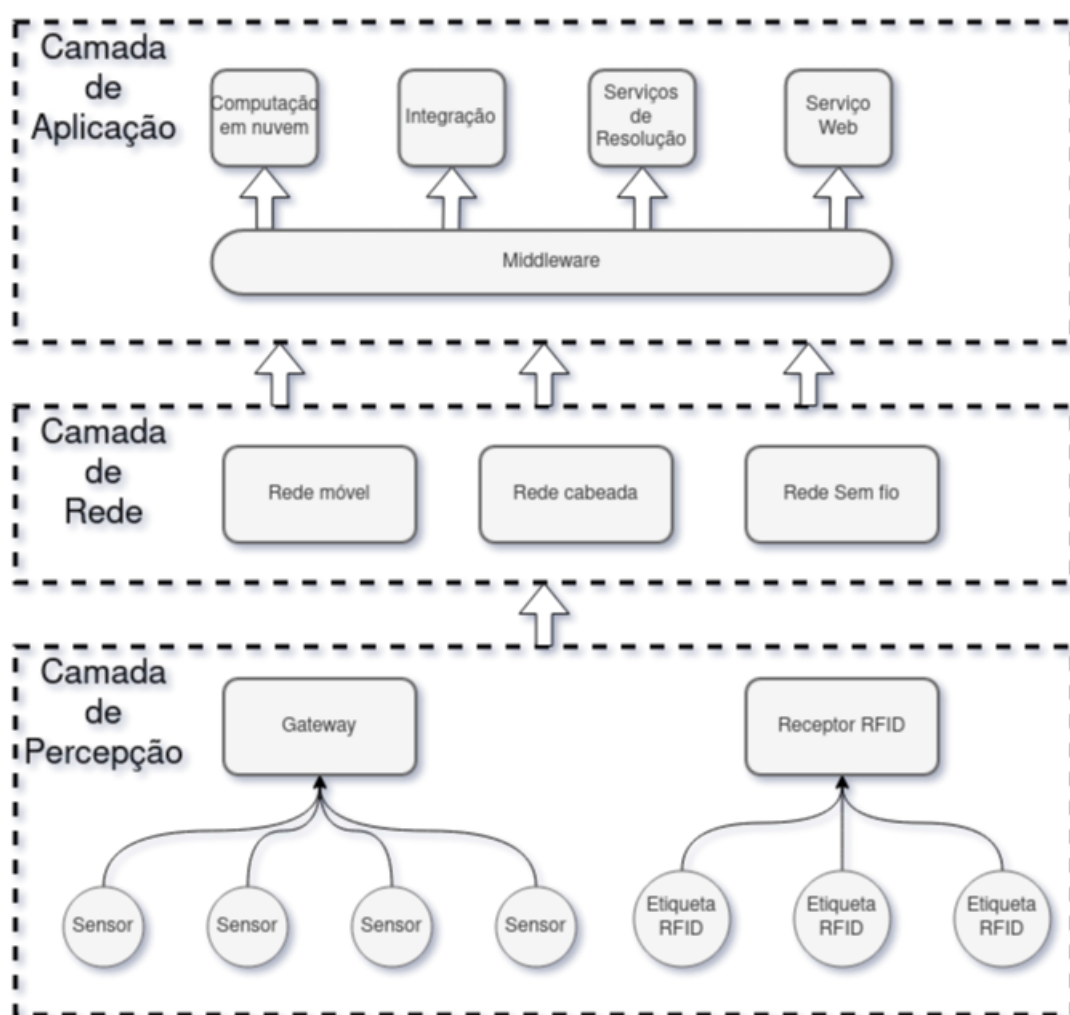 Camada
de
Aplicação
Computação
em nuvem
Integração
Serviços
de
Resolução
Serviço
Web
Middleware
Camada
de
Rede
Rede móvel
Rede cabeada
Rede Sem fio
Camada
de
Percepção
Gateway
Receptor RFID
Sensor
Sensor
Sensor
Sensor
Etiqueta
RFID
Etiqueta
RFID
Etiqueta
RFID